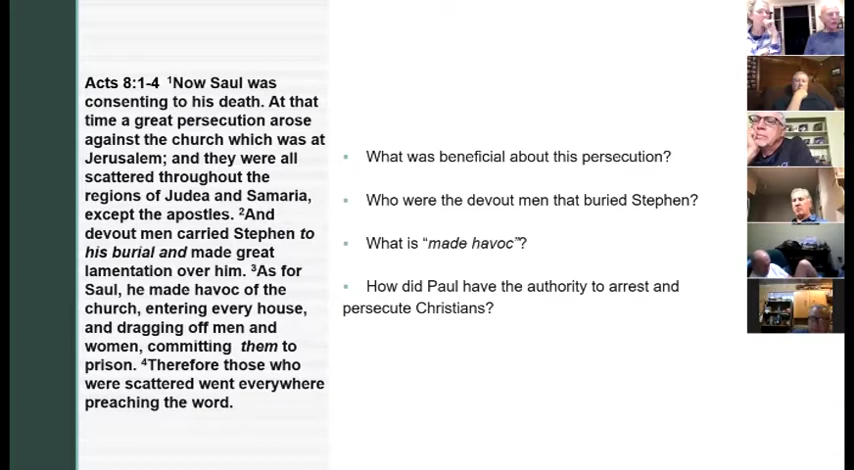 Acts 8:1-4 ¹Now Saul was
consenting to his death. At that
time a great persecution arose
against the church which was at
Jerusalem; and they were all
scattered throughout the
regions of Judea and Samaria,
except the apostles. ²And
devout men carried Stephen to
his burial and made great
lamentation over him. ³As for
Saul, he made havoc of the
church, entering every house,
and dragging off men and
women, committing them to
prison. ⁴Therefore those who
were scattered went everywhere
preaching the word.
What was beneficial about this persecution?
Who were the devout men that buried Stephen?
What is “made havoc”?
How did Paul have the authority to arrest and
persecute Christians?